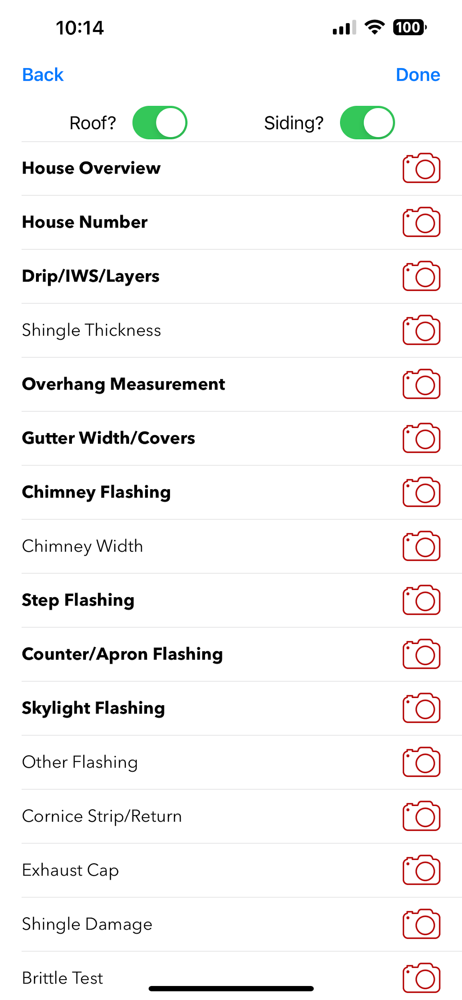 10:14
100
Back
Done
Roof?
Siding?
House Overview
House Number
Drip/IWS/Layers
Shingle Thickness
Overhang Measurement
Gutter Width/Covers
Chimney Flashing
Chimney Width
Step Flashing
Counter/Apron Flashing
Skylight Flashing
Other Flashing
Cornice Strip/Return
Exhaust Cap
Shingle Damage
Brittle Test